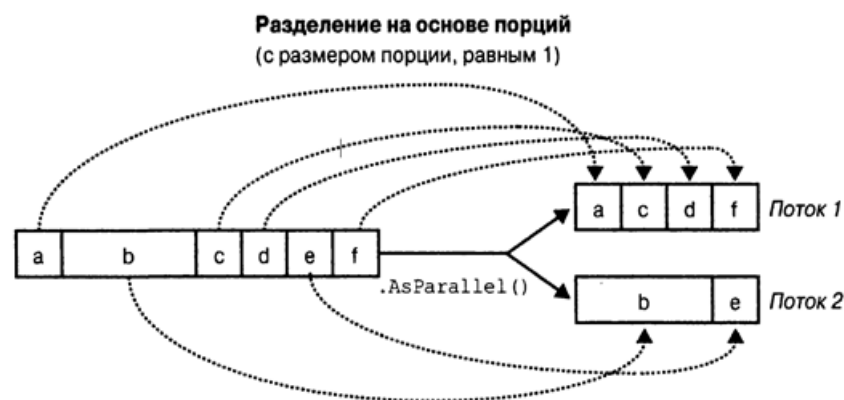 Разделение на основе порций
(с размером порции, равным 1)
a c d f Поток 1
a b c d e f
.AsParallel()
b e Поток 2